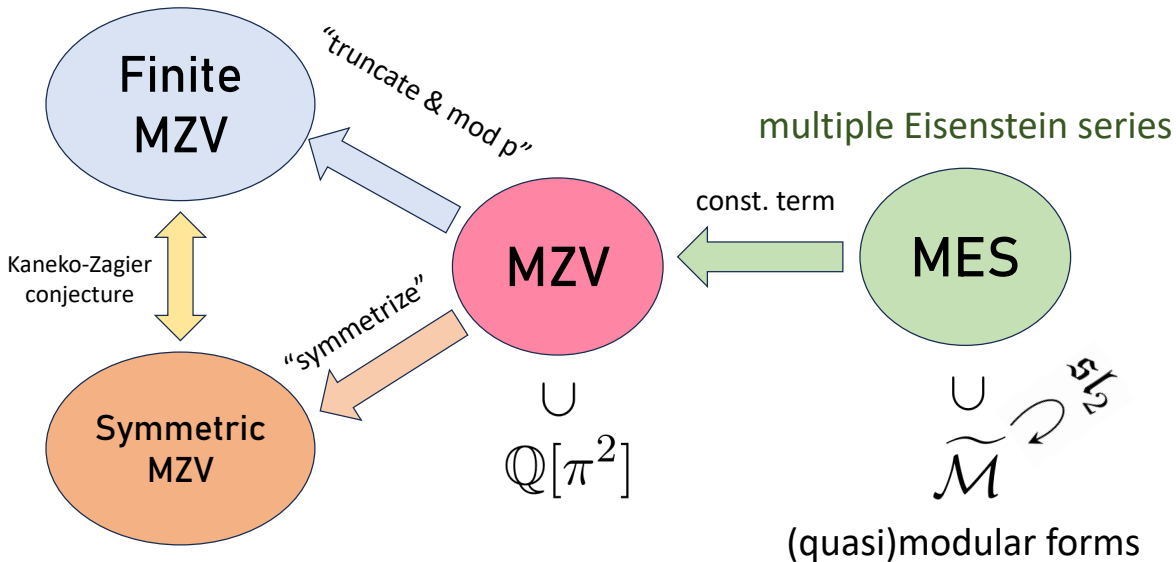 Finite
MZV
“truncate & mod p”
multiple Eisenstein series
const. term
MZV
MES
Kaneko-Zagier
conjecture
“symmetrize”
Symmetric
MZV
∪
ℚ[π²]
∪
𝔰𝔩₂
ℳ̃
(quasi)modular forms